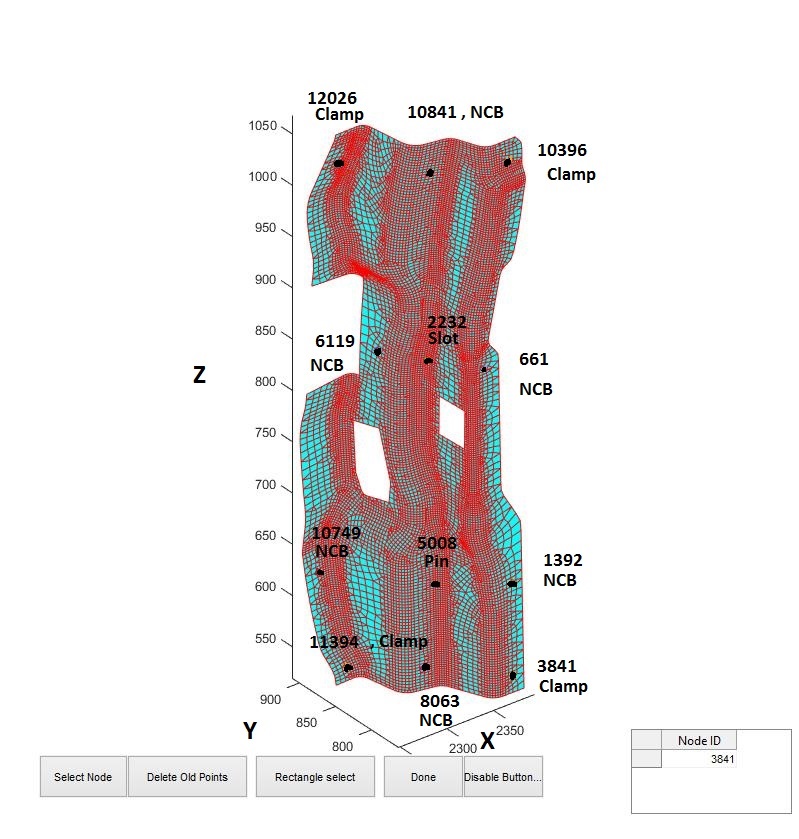 12026
Clamp
10841 , NCB
10396
Clamp
1050
1000
950
900
850
800
750
700
650
600
550
Z
2232
Slot
6119
NCB
661
NCB
10749
NCB
5008
Pin
1392
NCB
11394 , Clamp
3841
Clamp
8063
NCB
900
850
800
Y
X
2300
2350
Select Node
Delete Old Points
Rectangle select
Done
Disable Button...
Node ID
3841